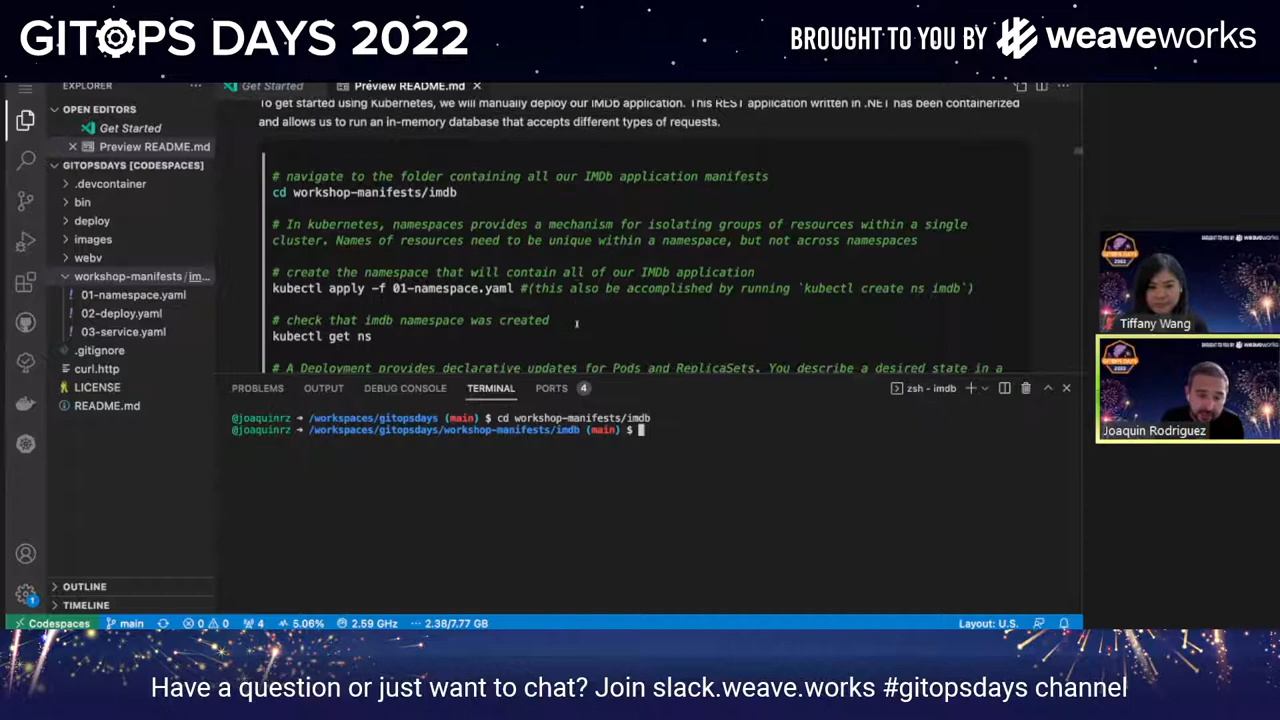 GITOPS DAYS 2022
BROUGHT TO YOU BY weaveworks
EXPLORER
Get Started
Preview README.md
To get started using Kubernetes, we will manually deploy our IMDb application. This REST application written in .NET has been containerized
and allows us to run an in-memory database that accepts different types of requests.
OPEN EDITORS
Get Started
Preview README.md
GITOPSDAYS [CODESPACES]
.devcontainer
bin
deploy
images
webv
workshop-manifests/im...
01-namespace.yaml
02-deploy.yaml
03-service.yaml
.gitignore
curl.http
LICENSE
README.md
# navigate to the folder containing all our IMDb application manifests
cd workshop-manifests/imdb
# In kubernetes, namespaces provides a mechanism for isolating groups of resources within a single
cluster. Names of resources need to be unique within a namespace, but not across namespaces
# create the namespace that will contain all of our IMDb application
kubectl apply -f 01-namespace.yaml #(this also be accomplished by running `kubectl create ns imdb`)
# check that imdb namespace was created
kubectl get ns
# A Deployment provides declarative updates for Pods and ReplicaSets. You describe a desired state in a
PROBLEMS OUTPUT DEBUG CONSOLE TERMINAL PORTS 4
zsh - imdb
@joaquinrz → /workspaces/gitopsdays (main) $ cd workshop-manifests/imdb
@joaquinrz → /workspaces/gitopsdays/workshop-manifests/imdb (main) $
Tiffany Wang
Joaquin Rodriguez
OUTLINE
TIMELINE
1
Codespaces main 0 0 4 5.06% 2.59 GHz 2.38/7.77 GB Layout: U.S.
Have a question or just want to chat? Join slack.weave.works #gitopsdays channel